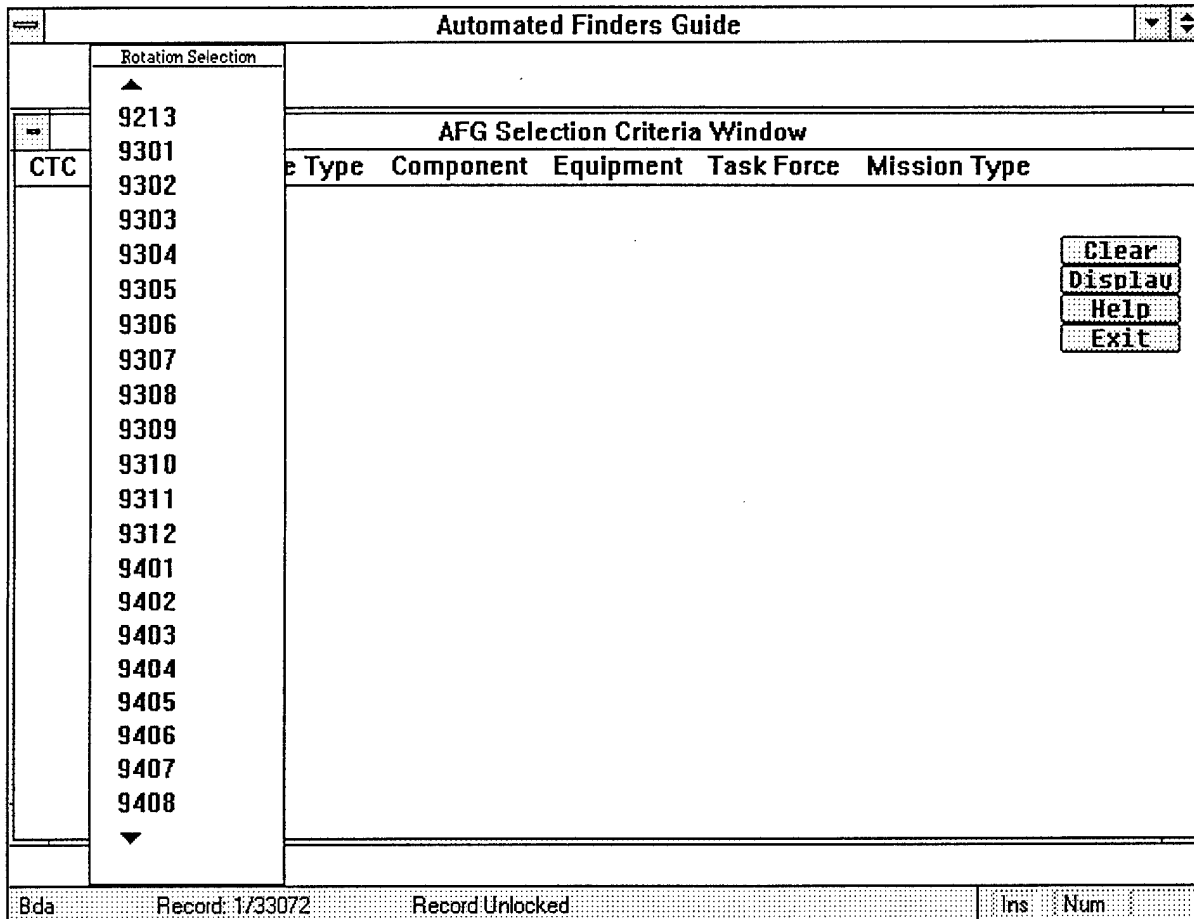 Automated Finders Guide
Rotation Selection
AFG Selection Criteria Window
CTC e Type Component Equipment Task Force Mission Type
9213
9301
9302
9303
9304
9305
9306
9307
9308
9309
9310
9311
9312
9401
9402
9403
9404
9405
9406
9407
9408
Clear
Display
Help
Exit
Bda Record: 1/33072 Record Unlocked Ins Num